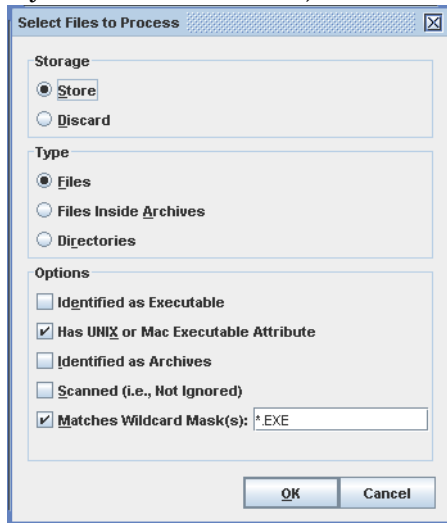 Select Files to Process
Storage
Store
Discard
Type
Files
Files Inside Archives
Directories
Options
Identified as Executable
Has UNIX or Mac Executable Attribute
Identified as Archives
Scanned (i.e., Not Ignored)
Matches Wildcard Mask(s): *.EXE
OK Cancel